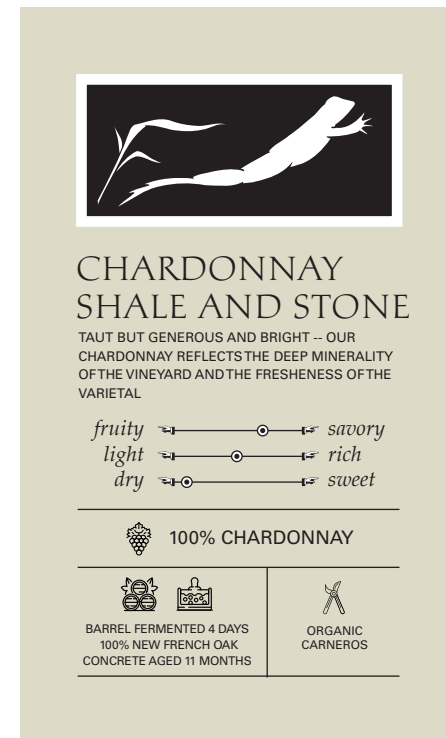 CHARDONNAY
SHALE AND STONE
TAUT BUT GENEROUS AND BRIGHT -- OUR
CHARDONNAY REFLECTS THE DEEP MINERALITY
OF THE VINEYARD AND THE FRESHENESS OF THE
VARIETAL
fruity savory
light rich
dry sweet
100% CHARDONNAY
BARREL FERMENTED 4 DAYS
100% NEW FRENCH OAK
CONCRETE AGED 11 MONTHS
ORGANIC
CARNEROS